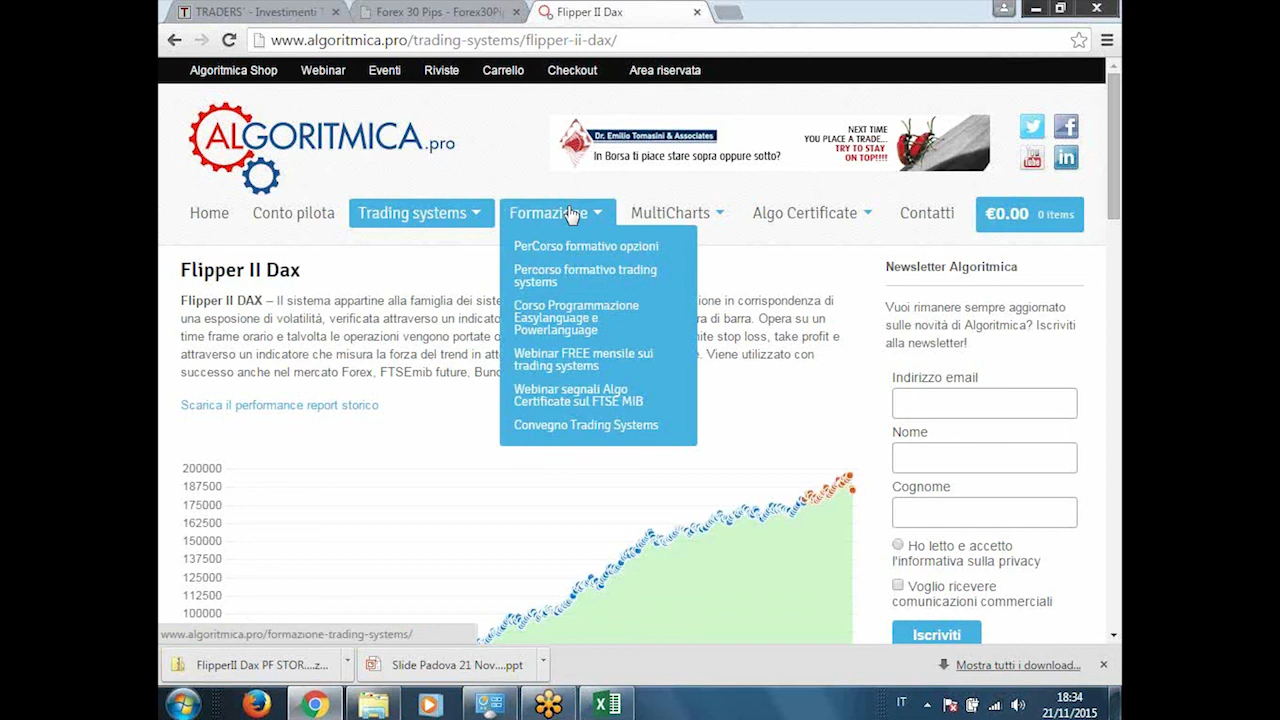 TRADERS' - Investimenti T
Forex 30 Pips - Forex30Pi
Flipper II Dax
www.algoritmica.pro/trading-systems/flipper-ii-dax/
Algoritmica Shop
Webinar
Eventi
Riviste
Carrello
Checkout
Area riservata
ALGORITMICA.pro
Dr. Emilio Tomasini & Associates
In Borsa ti piace stare sopra oppure sotto?
NEXT TIME
YOU PLACE A TRADE...
TRY TO STAY
ON TOP!!!!
You
Tube
Home
Conto pilota
Trading systems
Formazione
MultiCharts
Algo Certificate
Contatti
€0.00 0 items
PerCorso formativo opzioni
Percorso formativo trading
systems
Corso Programmazione
Easylanguage e
Powerlanguage
Webinar FREE mensile sui
trading systems
Webinar segnali Algo
Certificate sul FTSE MIB
Convegno Trading Systems
Flipper II Dax
Flipper II DAX – Il sistema appartine alla famiglia dei siste
ione in corrispondenza di
una esposione di volatilità, verificata attraverso un indicato
ra di barra. Opera su un
time frame orario e talvolta le operazioni vengono portate o
ite stop loss, take profit e
attraverso un indicatore che misura la forza del trend in att
. Viene utilizzato con
successo anche nel mercato Forex, FTSEmib future, Bund
Scarica il performance report storico
200000
187500
175000
162500
150000
137500
125000
112500
100000
Newsletter Algoritmica
Vuoi rimanere sempre aggiornato
sulle novità di Algoritmica? Iscriviti
alla newsletter!
Indirizzo email
Nome
Cognome
Ho letto e accetto
l'informativa sulla privacy
Voglio ricevere
comunicazioni commerciali
Iscriviti
www.algoritmica.pro/formazione-trading-systems/
FlipperII Dax PF STOR....z...
Slide Padova 21 Nov....ppt
Mostra tutti i download...
IT
18:34
21/11/2015